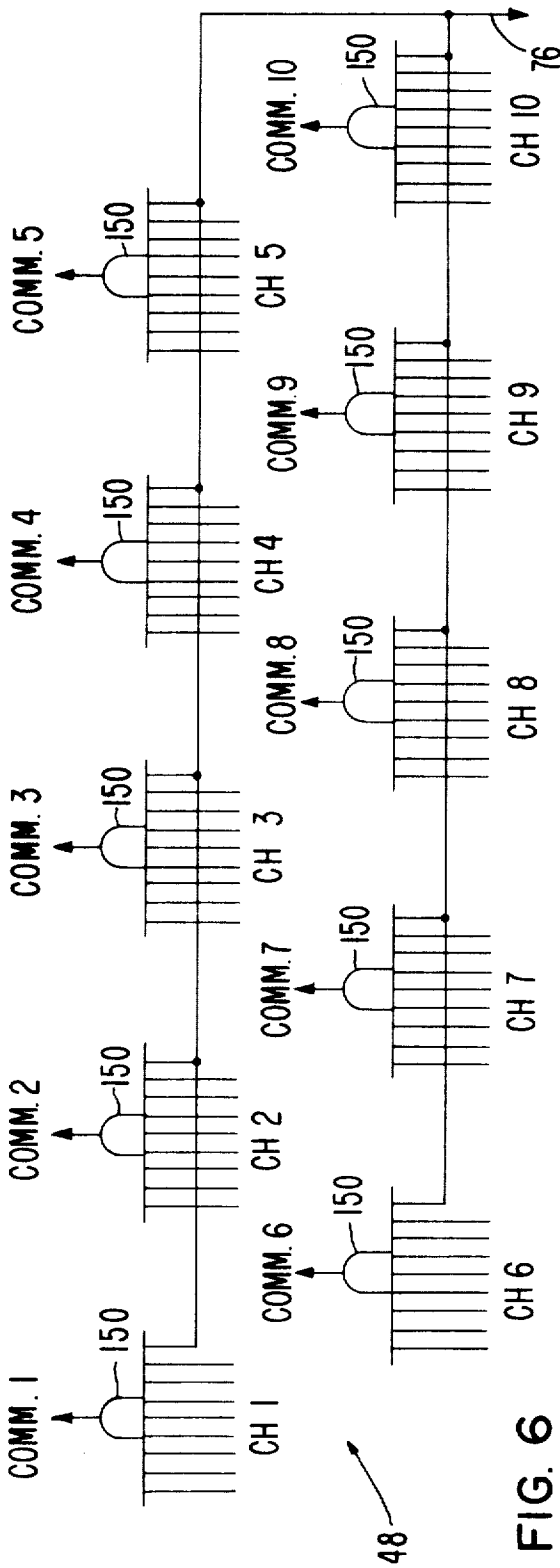 COMM. 1
COMM. 2
COMM. 3
COMM. 4
COMM. 5
150
150
150
150
150
CH 1
CH 2
CH 3
CH 4
CH 5
COMM. 6
COMM. 7
COMM. 8
COMM. 9
COMM. 10
150
150
150
150
150
CH 6
CH 7
CH 8
CH 9
CH 10
76
48
FIG. 6